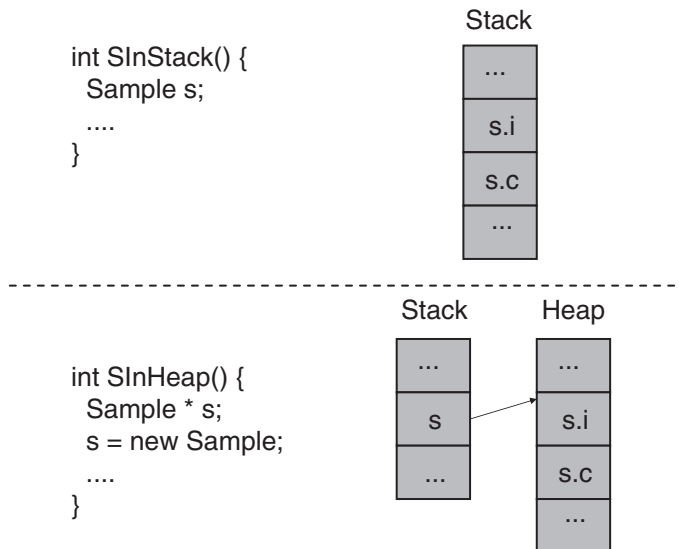 Stack
int SInStack() {
Sample s;
....
}
...
s.i
s.c
...
Stack
Heap
int SInHeap() {
Sample * s;
s = new Sample;
....
}
...
s
...
...
s.i
s.c
...